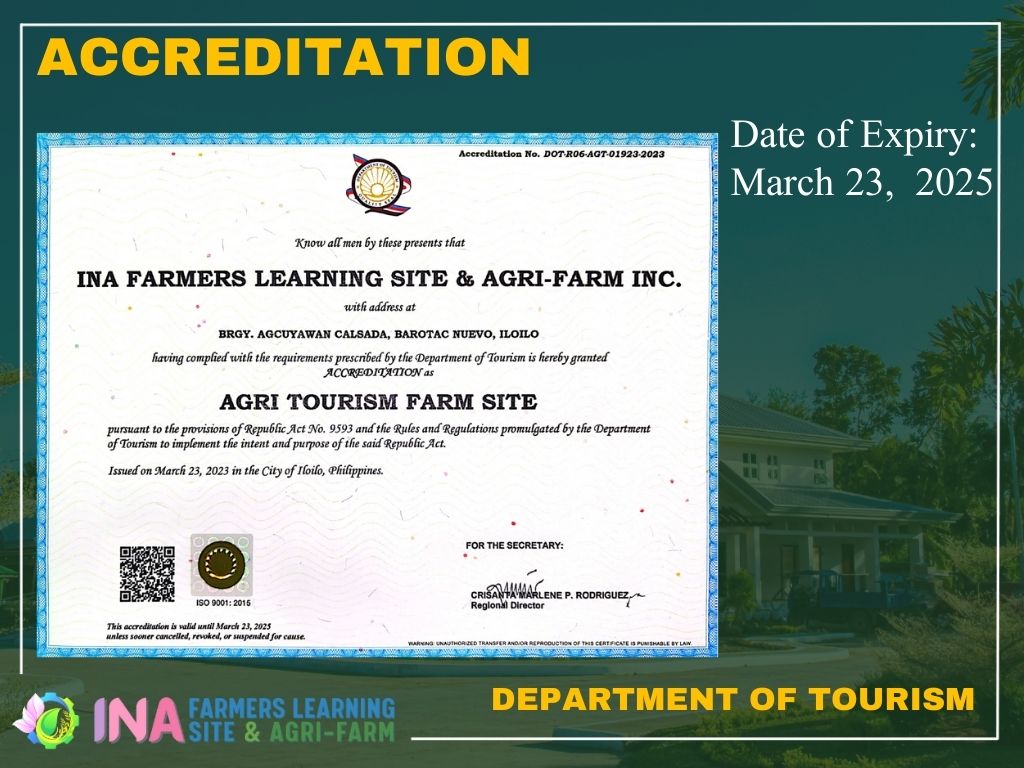 ACCREDITATION
Date of Expiry:
March 23, 2025
Accreditation No. DOT-R06-AGT-01923-2023
Know all men by these presents that
INA FARMERS LEARNING SITE & AGRI-FARM INC.
with address at
BRGY. AGCUYAWAN CALSADA, BAROTAC NUEVO, ILOILO
having complied with the requirements prescribed by the Department of Tourism is hereby granted
ACCREDITATION as
AGRI TOURISM FARM SITE
pursuant to the provisions of Republic Act No. 9593 and the Rules and Regulations promulgated by the Department
of Tourism to implement the intent and purpose of the said Republic Act.
Issued on March 23, 2023 in the City of Iloilo, Philippines.
FOR THE SECRETARY:
CRISANTA MARLENE P. RODRIGUEZ
Regional Director
ISO 9001: 2015
This accreditation is valid until March 23, 2025
unless sooner cancelled, revoked, or suspended for cause.
WARNING: UNAUTHORIZED TRANSFER AND/OR REPRODUCTION OF THIS CERTIFICATE IS PUNISHABLE BY LAW
DEPARTMENT OF TOURISM
INA FARMERS LEARNING
SITE & AGRI-FARM